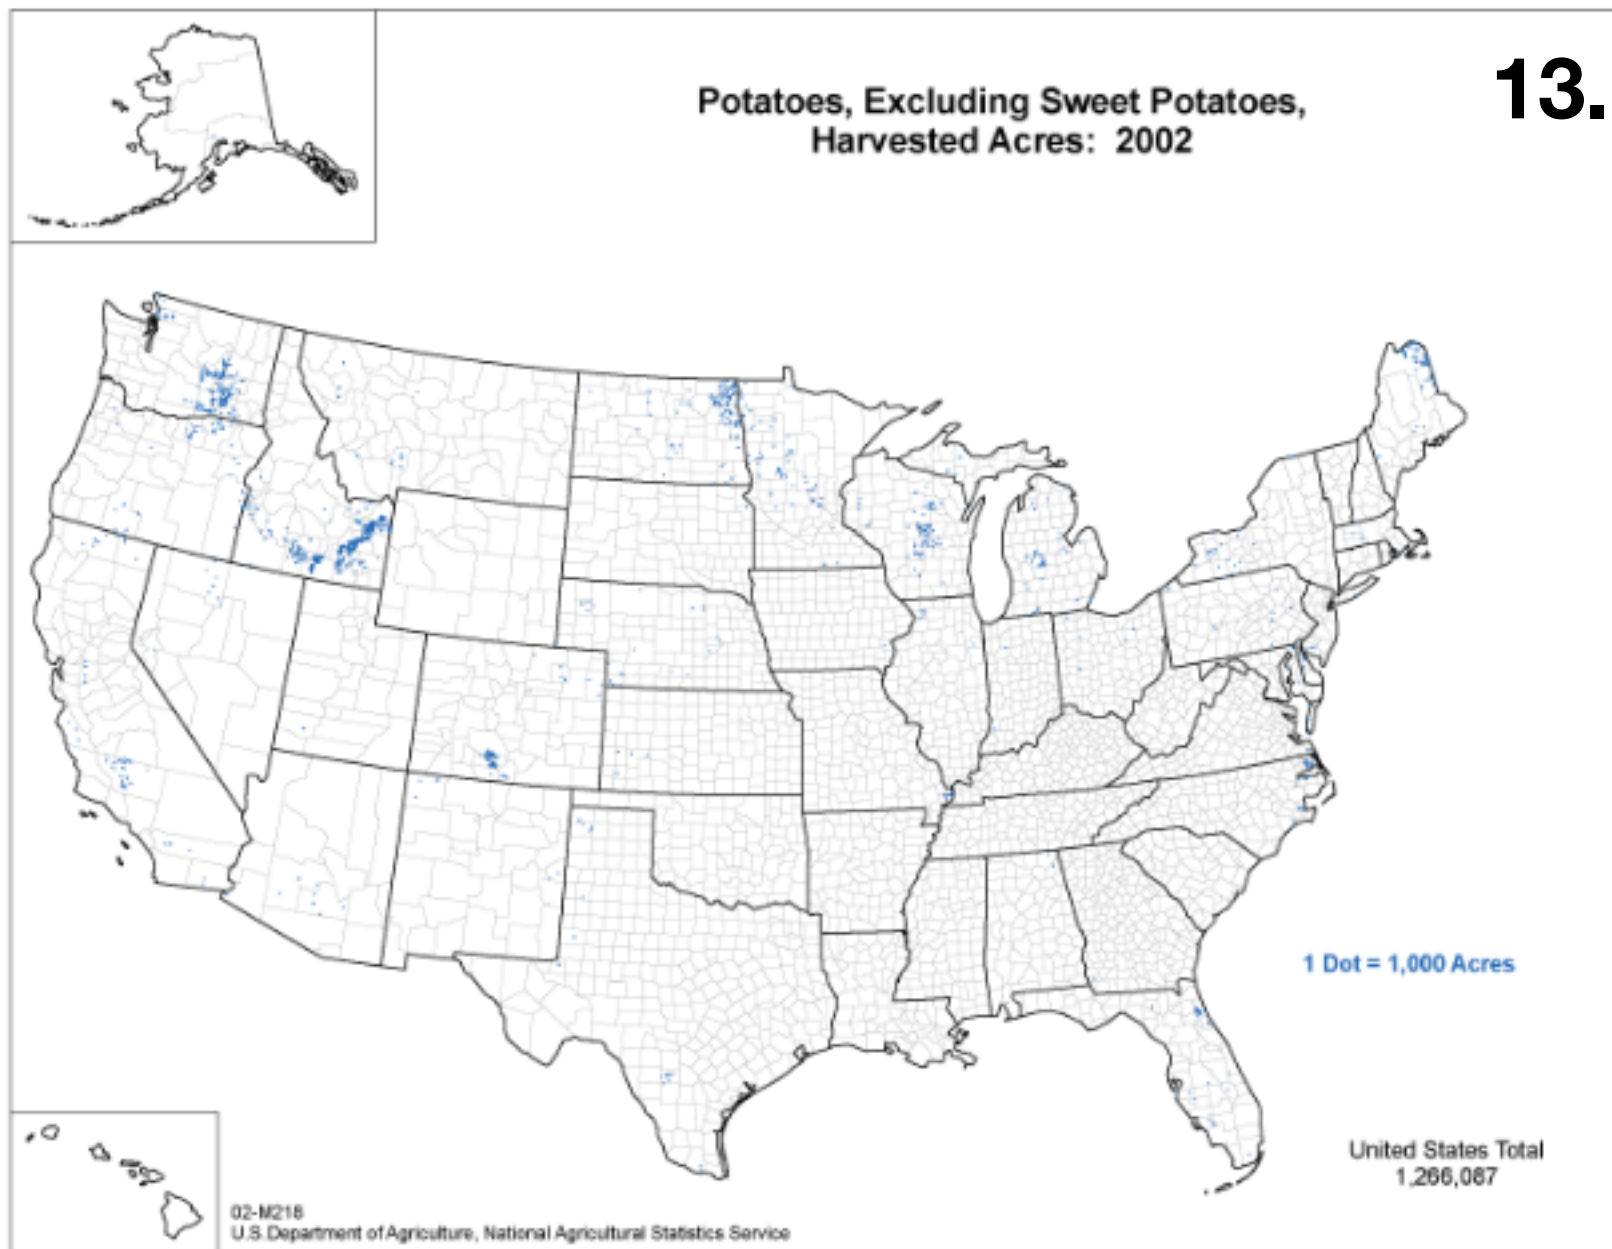 13.
Potatoes, Excluding Sweet Potatoes,
Harvested Acres: 2002
1 Dot = 1,000 Acres
United States Total
1,266,087
02-M218
U.S.Department of Agriculture, National Agricultural Statistics Service